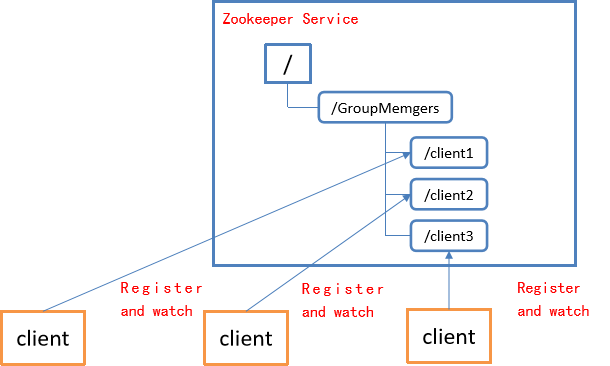 Zookeeper Service
/
/GroupMemgers
/client1
/client2
/client3
Register
and watch
Register
and watch
Register
and watch
client
client
client